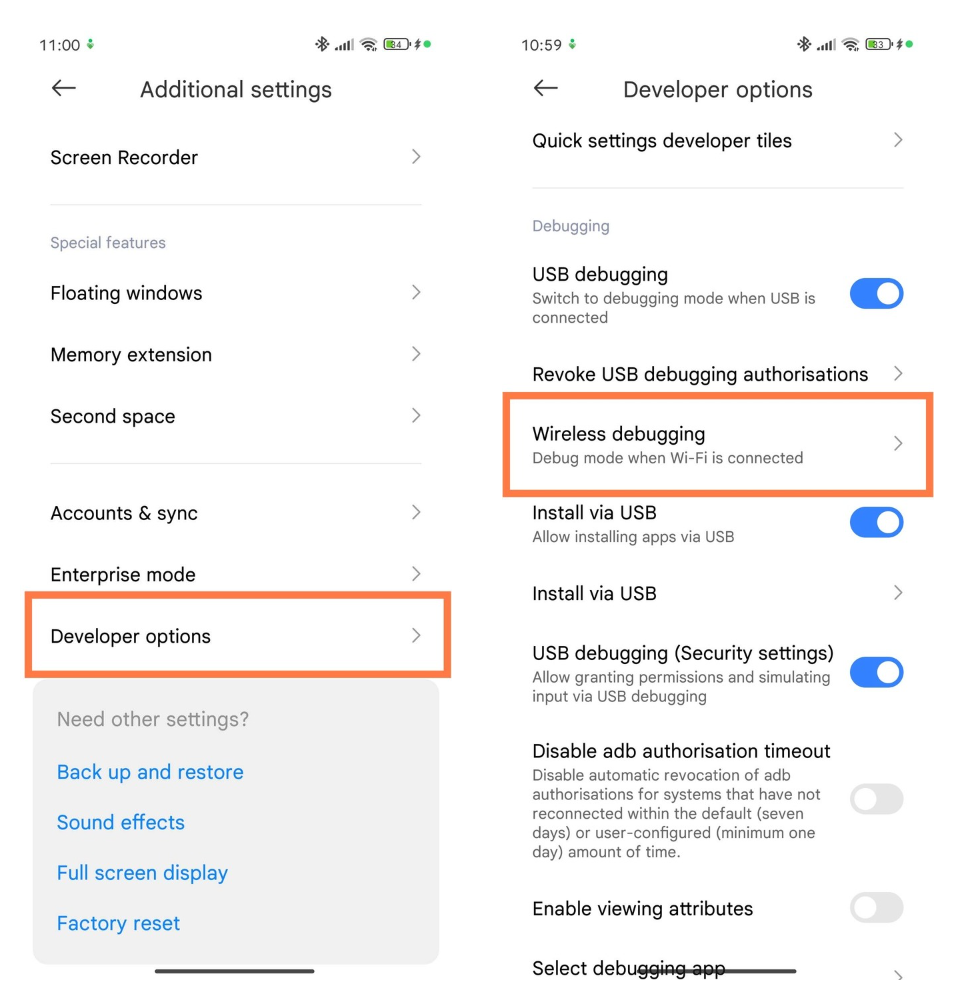 11:00
84
Additional settings
Screen Recorder
Special features
Floating windows
Memory extension
Second space
Accounts & sync
Enterprise mode
Developer options
Need other settings?
Back up and restore
Sound effects
Full screen display
Factory reset
10:59
83
Developer options
Quick settings developer tiles
Debugging
USB debugging
Switch to debugging mode when USB is
connected
Revoke USB debugging authorisations
Wireless debugging
Debug mode when Wi-Fi is connected
Install via USB
Allow installing apps via USB
Install via USB
USB debugging (Security settings)
Allow granting permissions and simulating
input via USB debugging
Disable adb authorisation timeout
Disable automatic revocation of adb
authorisations for systems that have not
reconnected within the default (seven
days) or user-configured (minimum one
day) amount of time.
Enable viewing attributes
Select debugging app